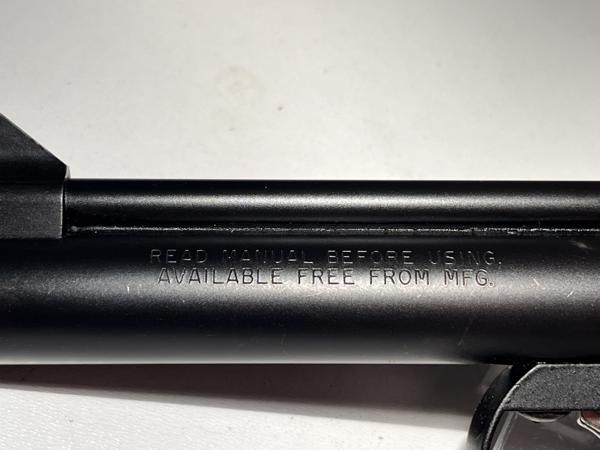 READ MANUAL BEFORE USING.
AVAILABLE FREE FROM MFG.